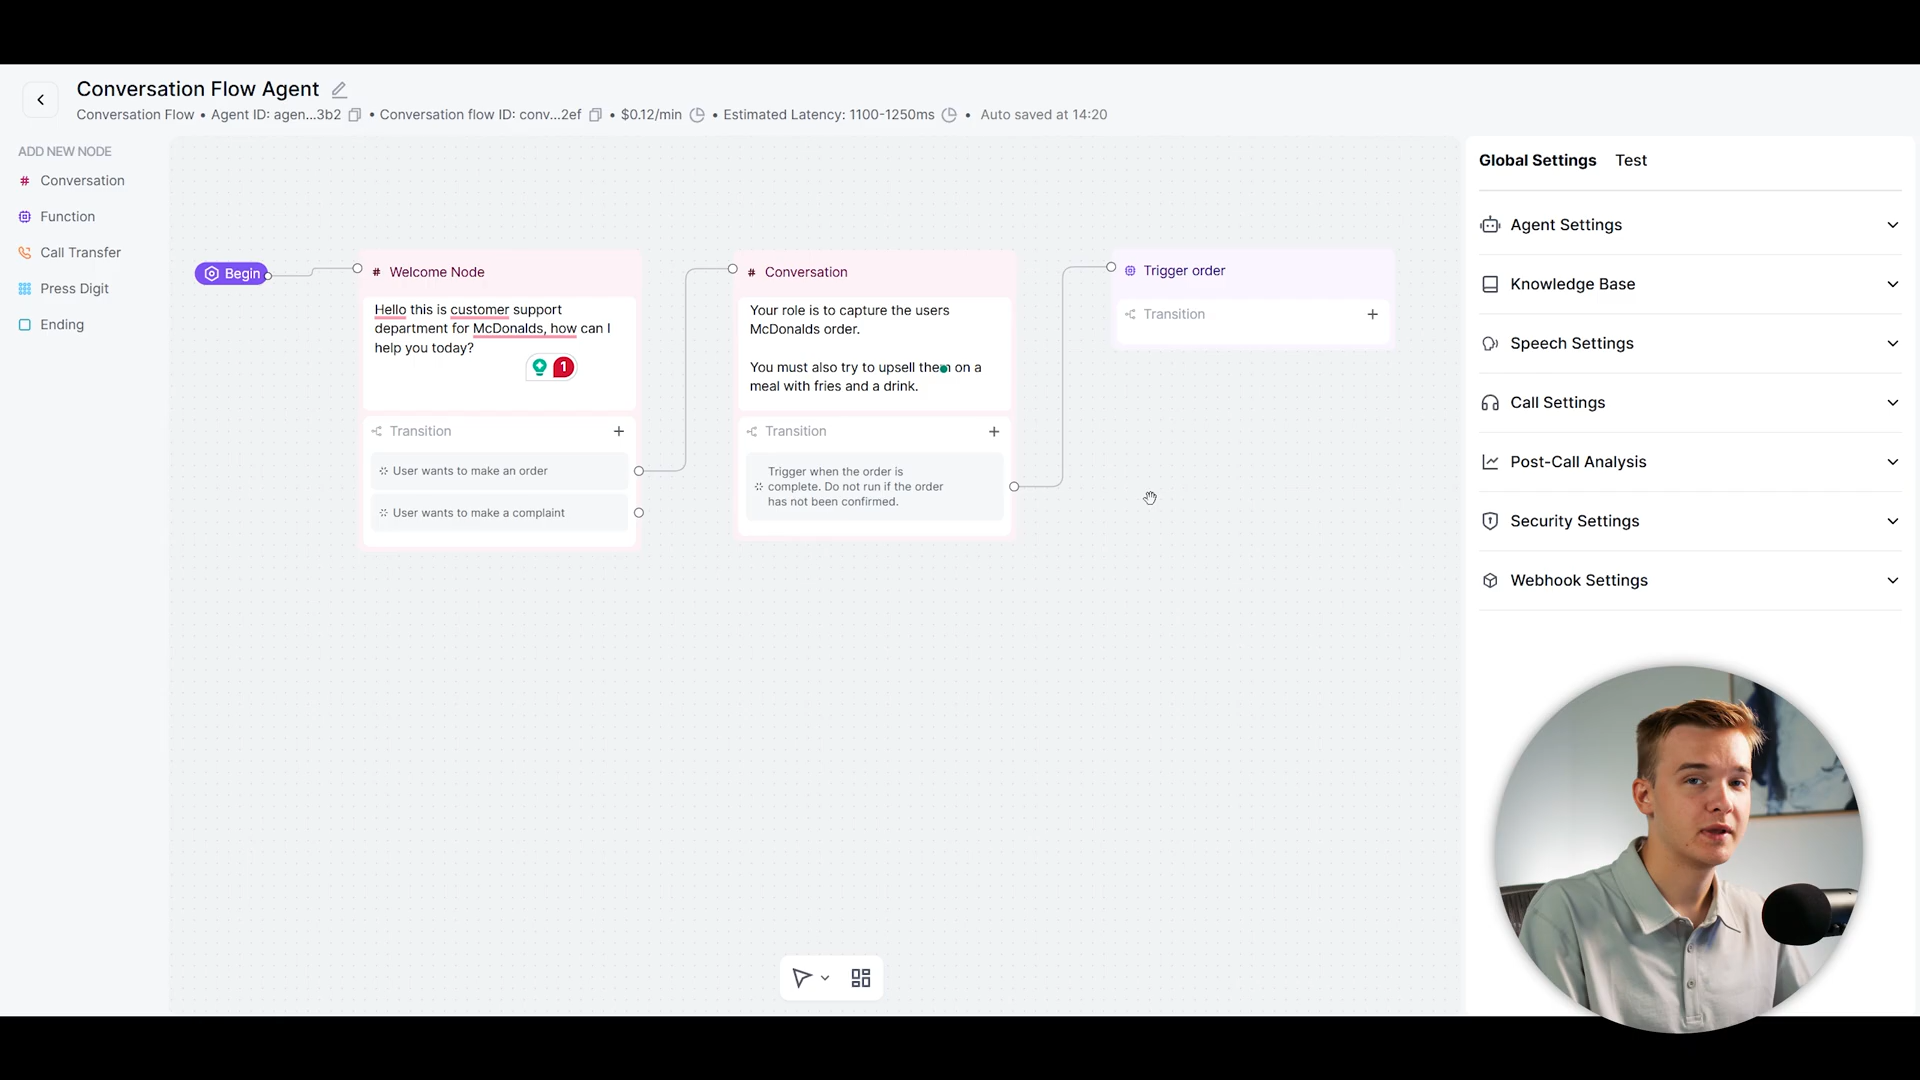 Conversation Flow Agent
Conversation Flow • Agent ID: agen...3b2 • Conversation flow ID: conv...2ef • $0.12/min • Estimated Latency: 1100-1250ms • Auto saved at 14:20
ADD NEW NODE
# Conversation
Function
Call Transfer
Press Digit
Ending
Begin
# Welcome Node
Hello this is customer support
department for McDonalds, how can I
help you today?
1
Transition +
User wants to make an order
User wants to make a complaint
# Conversation
Your role is to capture the users
McDonalds order.
You must also try to upsell them on a
meal with fries and a drink.
Transition +
Trigger when the order is
complete. Do not run if the order
has not been confirmed.
Trigger order
Transition +
Global Settings Test
Agent Settings
Knowledge Base
Speech Settings
Call Settings
Post-Call Analysis
Security Settings
Webhook Settings